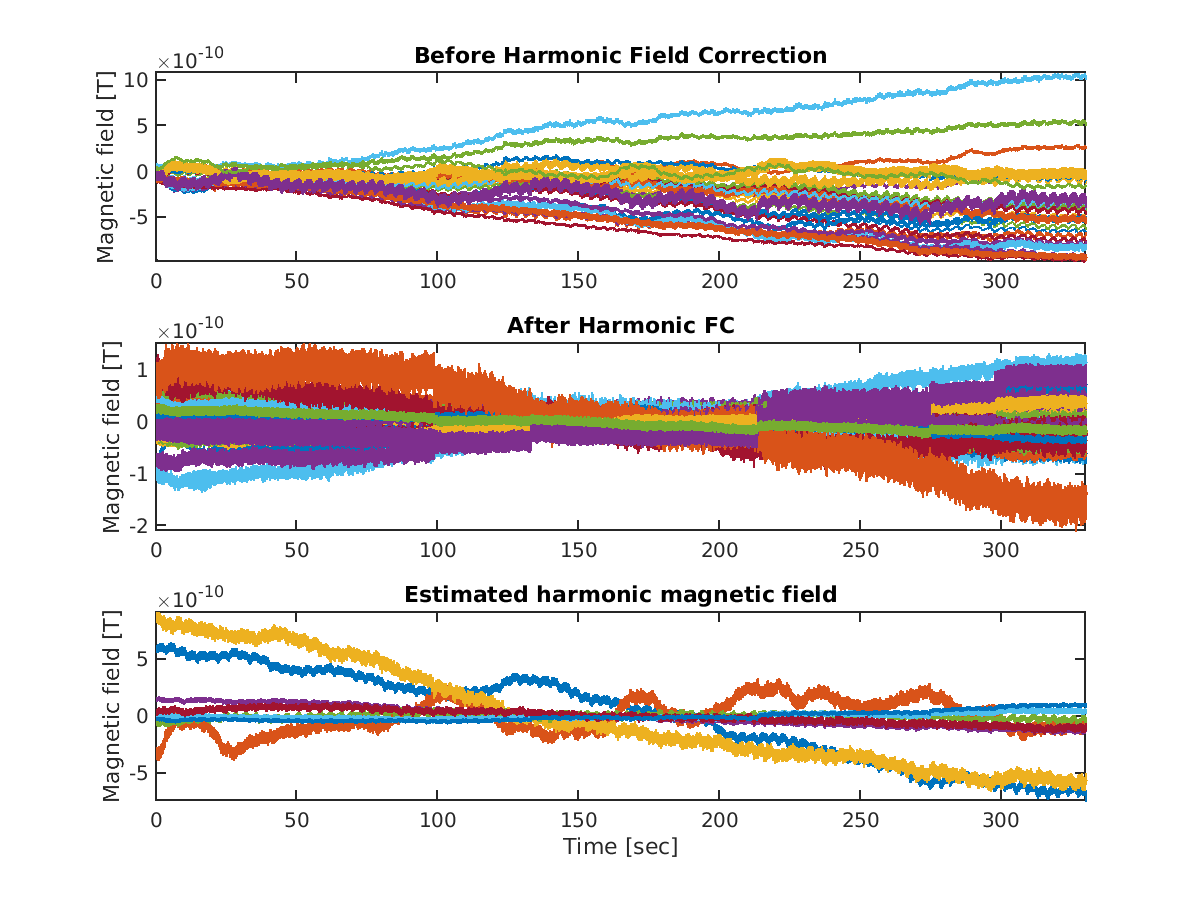 Before Harmonic Field Correction
×10-10
Magnetic field [T]
10
5
0
-5
0 50 100 150 200 250 300
After Harmonic FC
×10-10
Magnetic field [T]
1
0
-1
-2
0 50 100 150 200 250 300
Estimated harmonic magnetic field
×10-10
Magnetic field [T]
5
0
-5
0 50 100 150 200 250 300
Time [sec]